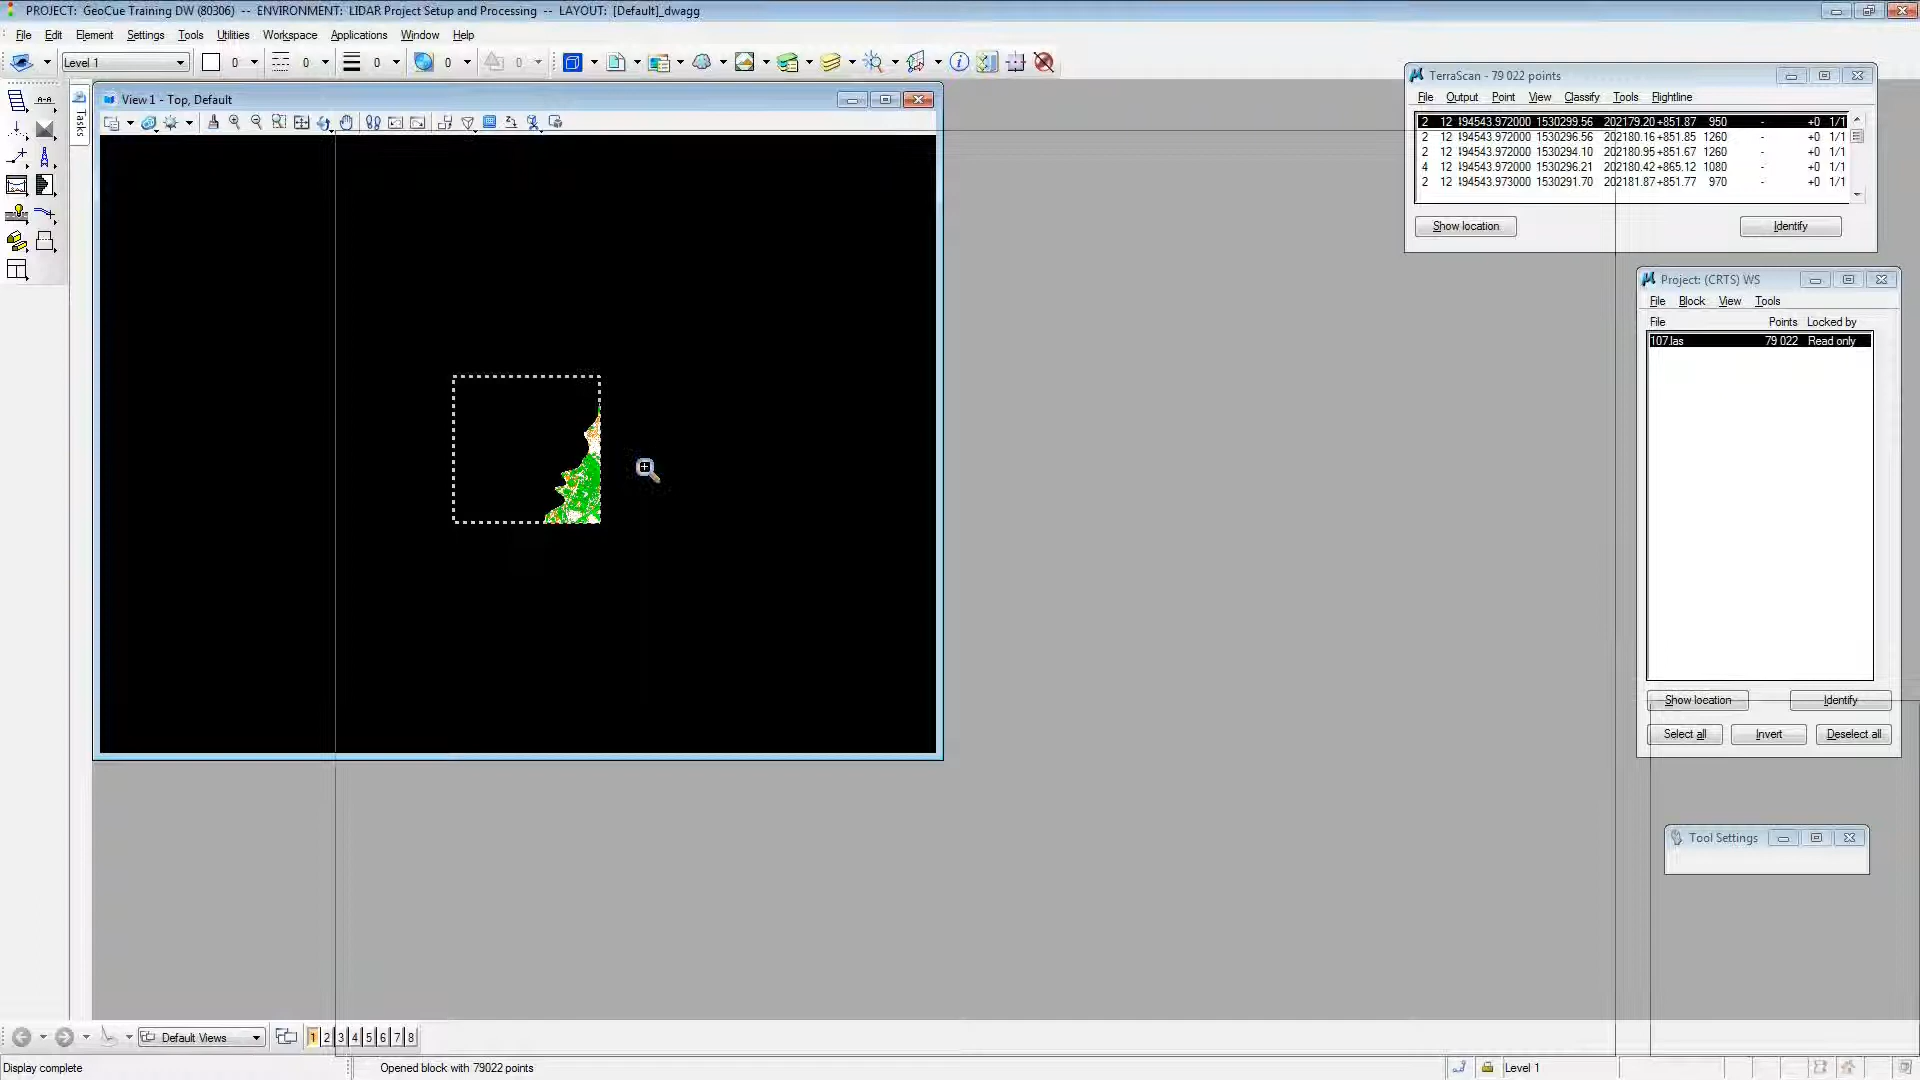 PROJECT: GeoCue Training DW (80306) -- ENVIRONMENT: LIDAR Project Setup and Processing -- LAYOUT: [Default]_dwagg
File Edit Element Settings Tools Utilities Workspace Applications Window Help
Level 1 0 0 0 0 0
Tasks
View 1 - Top, Default
TerraScan - 79 022 points
File Output Point View Classify Tools Flightline
2 12 494543.972000 1530299.56 202179.20 +851.87 950 - +0 1/1
2 12 494543.972000 1530296.56 202180.16 +851.85 1260 - +0 1/1
2 12 494543.972000 1530294.10 202180.95 +851.67 1260 - +0 1/1
4 12 494543.972000 1530296.21 202180.42 +865.12 1080 - +0 1/1
2 12 494543.973000 1530291.70 202181.87 +851.77 970 - +0 1/1
Show location Identify
Project: (CRTS) WS
File Block View Tools
File Points Locked by
107.las 79 022 Read only
Show location Identify
Select all Invert Deselect all
Tool Settings
Default Views 1 2 3 4 5 6 7 8
Display complete Opened block with 79022 points Level 1